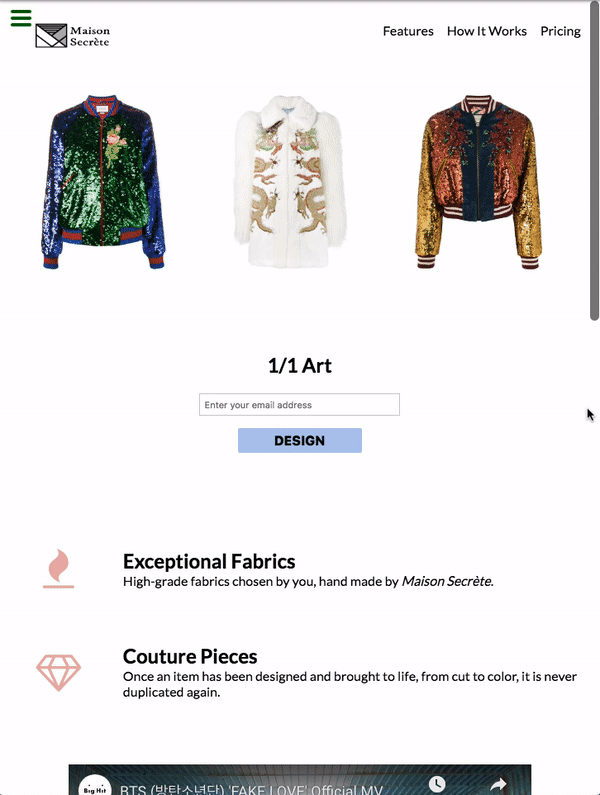 Maison
Secrète
Features How It Works Pricing
1/1 Art
Enter your email address
DESIGN
Exceptional Fabrics
High-grade fabrics chosen by you, hand made by Maison Secrète.
Couture Pieces
Once an item has been designed and brought to life, from cut to color, it is never
duplicated again.
Big Hit
BTS (방탄소년단) 'FAKE LOVE' Official MV